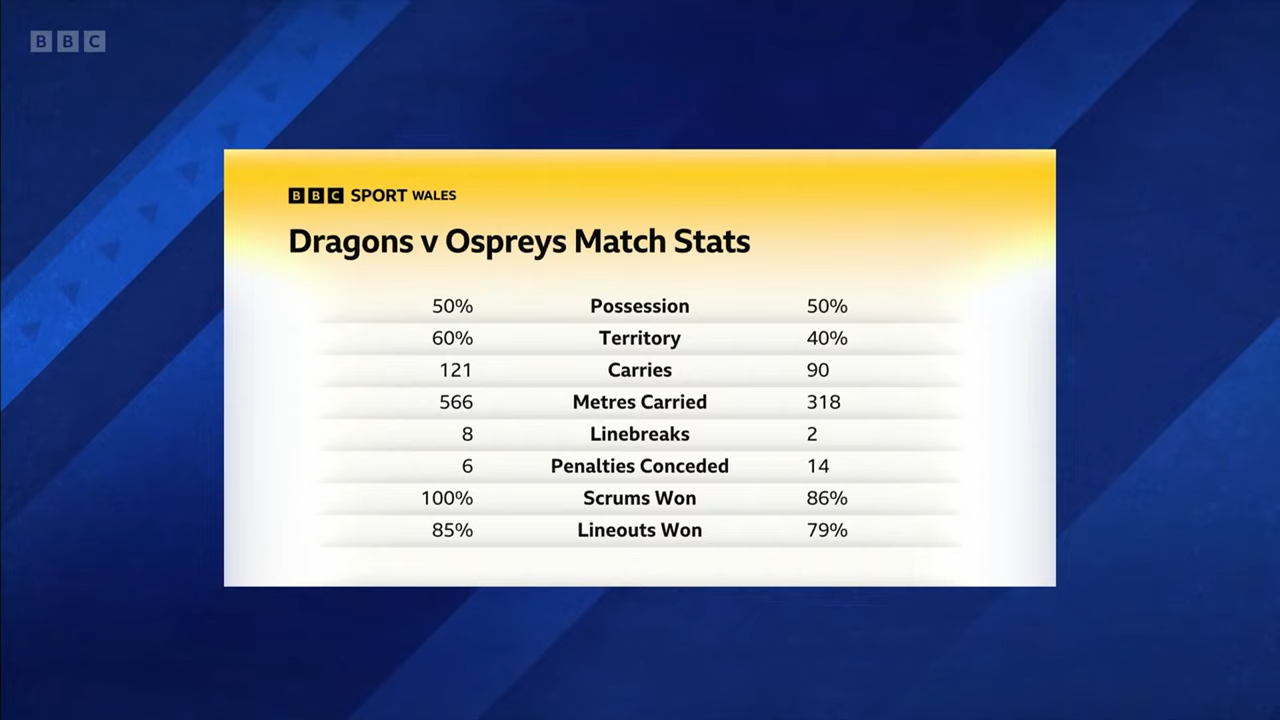 BBC
BBC SPORT WALES
Dragons v Ospreys Match Stats
50% Possession 50%
60% Territory 40%
121 Carries 90
566 Metres Carried 318
8 Linebreaks 2
6 Penalties Conceded 14
100% Scrums Won 86%
85% Lineouts Won 79%